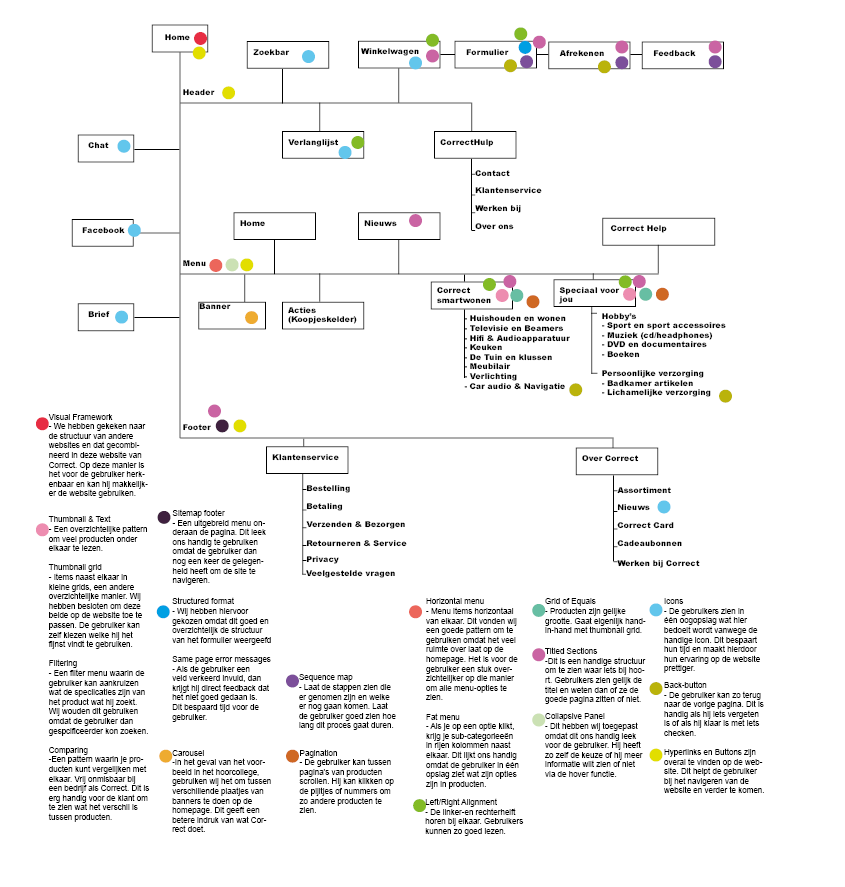 Home
Zoekbar
Winkelwagen
Formulier
Afrekenen
Feedback
Header
Chat
Verlanglijst
CorrectHulp
Contact
Klantenservice
Werken bij
Over ons
Facebook
Home
Nieuws
Correct Help
Menu
Brief
Banner
Acties
(Koopjeskelder)
Correct
smartwonen
Speciaal voor
jou
Huishouden en wonen
- Televisie en Beamers
Hifi & Audioapparatuur
- Keuken
- De Tuin en klussen
- Meubilair
- Verlichting
- Car audio & Navigatie
Hobby's
- Sport en sport accessoires
- Muziek (cd/headphones)
- DVD en documentaires
- Boeken
Persoonlijke verzorging
- Badkamer artikelen
- Lichamelijke verzorging
Footer
Klantenservice
Bestelling
Betaling
Verzenden & Bezorgen
Retourneren & Service
Privacy
Veelgestelde vragen
Over Correct
Assortiment
Nieuws
Correct Card
Cadeaubonnen
Werken bij Correct
Visual Framework
- We hebben gekeken naar
de structuur van andere
websites en dat gecombi-
neerd in deze website van
Correct. Op deze manier is
het voor de gebruiker herk-
enbaar en kan hij makkelijk-
er de website gebruiken.
Thumbnail & Text
- Een overzichtelijke pattern
om veel producten onder
elkaar te lezen.
Thumbnail grid
- Items naast elkaar in
kleine grids, een andere
overzichtelijke manier. Wij
hebben besloten om deze
beide op de website toe te
passen. De gebruiker kan
zelf kiezen welke hij het
fijnst vindt te gebruiken.
Filtering
- Een filter menu waarin de
gebruiker kan aankruizen
wat de speclicaties zijn van
het product wat hij zoekt.
Wij wouden dit gebruiken
omdat de gebruiker dan
gespcificeerder kon zoeken.
Comparing
-Een pattern waarin je pro-
ducten kunt vergelijken met
elkaar. Vrij onmisbaar bij
een bedrijf als Correct. Dit is
erg handig voor de klant om
te zien wat het verschil is
tussen producten.
Sitemap footer
- Een uitgebreid menu on-
deraan de pagina. Dit leek
ons handig te gebruiken
omdat de gebruiker dan
nog een keer de gelegen-
heid heeft om de site te
navigeren.
Structured format
- Wij hebben hiervoor
gekozen omdat dit goed en
overzichtelijk de structuur
van het formulier weergeefd
Same page error messages
- Als de gebruiker een
veld verkeerd invuld, dan
krijgt hij direct feedback dat
het niet goed gedaan is.
Dit bespaard tijd voor de
gebruiker.
Carousel
-In het geval van het voor-
beeld in het hoorcollege,
gebruiken wij het om tussen
verschillende plaatjes van
banners te doen op de
homepage. Dit geeft een
betere indruk van wat Cor-
rect doet.
Sequence map
- Laat de stappen zien die
er genomen zijn en welke
er nog gaan komen. Laat
de gebruiker goed zien hoe
lang dit proces gaat duren.
Pagination
- De gebruiker kan tussen
pagina's van producten
scrollen. Hij kan klikken op
de pijltjes of nummers om
zo andere producten te
zien.
Horizontal menu
- Menu items horizontaal
van elkaar. Dit vonden wij
een goede pattern om te
gebruiken omdat het veel
ruimte over laat op de
homepage. Het is voor de
gebruiker een stuk over-
zichtelijker op die manier
om alle menu-opties te
zien.
Fat menu
- Als je op een optie klikt,
krijg je sub-categorieeën
in rijen kolommen naast
elkaar. Dit lijkt ons handig
omdat de gebruiker in één
opslag ziet wat zijn opties
zijn in producten.
Left/Right Alignment
- De linker-en rechterhelft
horen bij elkaar. Gebruikers
kunnen zo goed lezen.
Grid of Equals
- Producten zijn gelijke
grootte. Gaat eigenlijk hand-
in-hand met thumbnail grid.
Titled Sections
-Dit is een handige structuur
om te zien waar iets bij hoo-
rt. Gebruikers zien gelijk de
titel en weten dan of ze de
goede pagina zitten of niet.
Collapsive Panel
- Dit hebben wij toegepast
omdat dit ons handig leek
voor de gebruiker. Hij heeft
zo zelf de keuze of hij meer
informatie wilt zien of niet
via de hover functie.
Icons
- De gebruikers zien in
één oogopslag wat hier
bedoelt wordt vanwege de
handige icon. Dit bespaart
hun tijd en maakt hierdoor
hun ervaring op de website
prettiger.
Back-button
- De gebruiker kan zo terug
naar de vorige pagina. Dit is
handig als hij iets vergeten
is of als hij klaar is met iets
checken.
Hyperlinks en Buttons zijn
overal te vinden op de web-
site. Dit helpt de gebruiker
bij het navigeren van de
website en verder te komen.